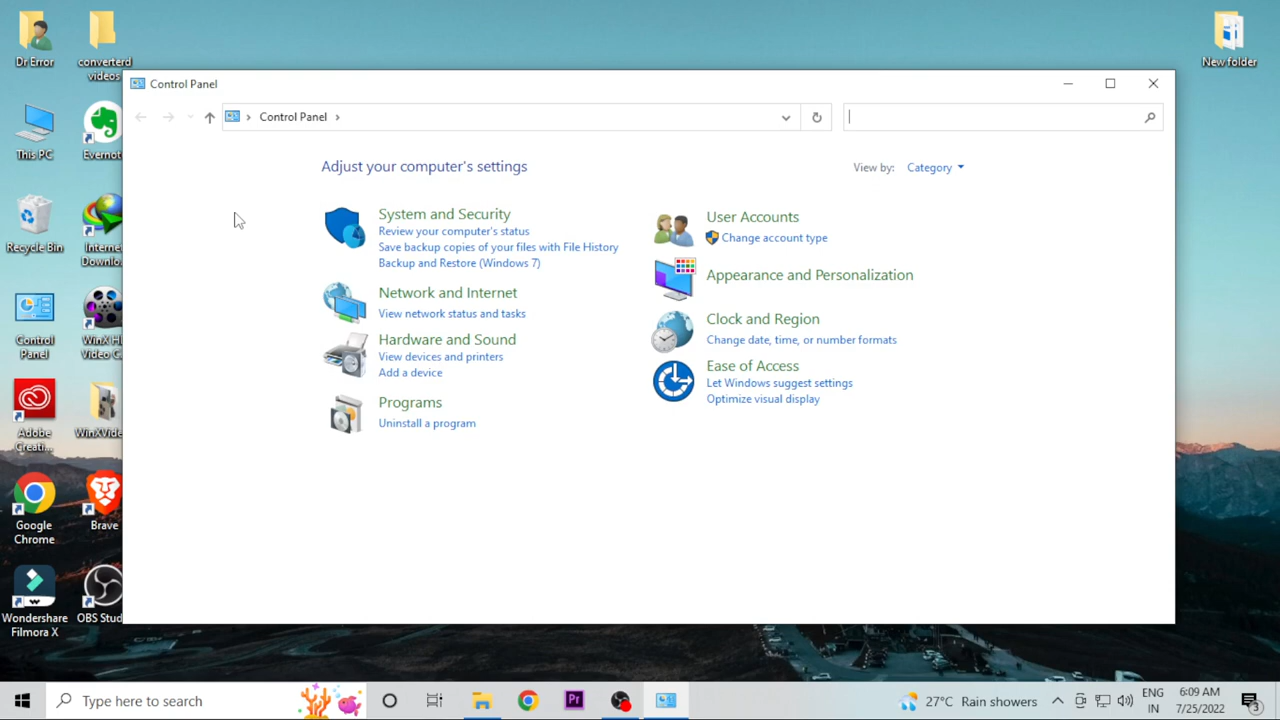 Dr Error
converterd
videos
New folder
This PC
Evernot
Recycle Bin
Internet
Downlo...
Control
Panel
WinX H
Video C
Adobe
Creati...
WinXVide
Google
Chrome
Brave
Wondershare
Filmora X
OBS Stud
Control Panel
Control Panel
Adjust your computer's settings
View by: Category
System and Security
Review your computer's status
Save backup copies of your files with File History
Backup and Restore (Windows 7)
Network and Internet
View network status and tasks
Hardware and Sound
View devices and printers
Add a device
Programs
Uninstall a program
User Accounts
Change account type
Appearance and Personalization
Clock and Region
Change date, time, or number formats
Ease of Access
Let Windows suggest settings
Optimize visual display
Type here to search
Pr
27°C Rain showers
ENG
IN
6:09 AM
7/25/2022
3